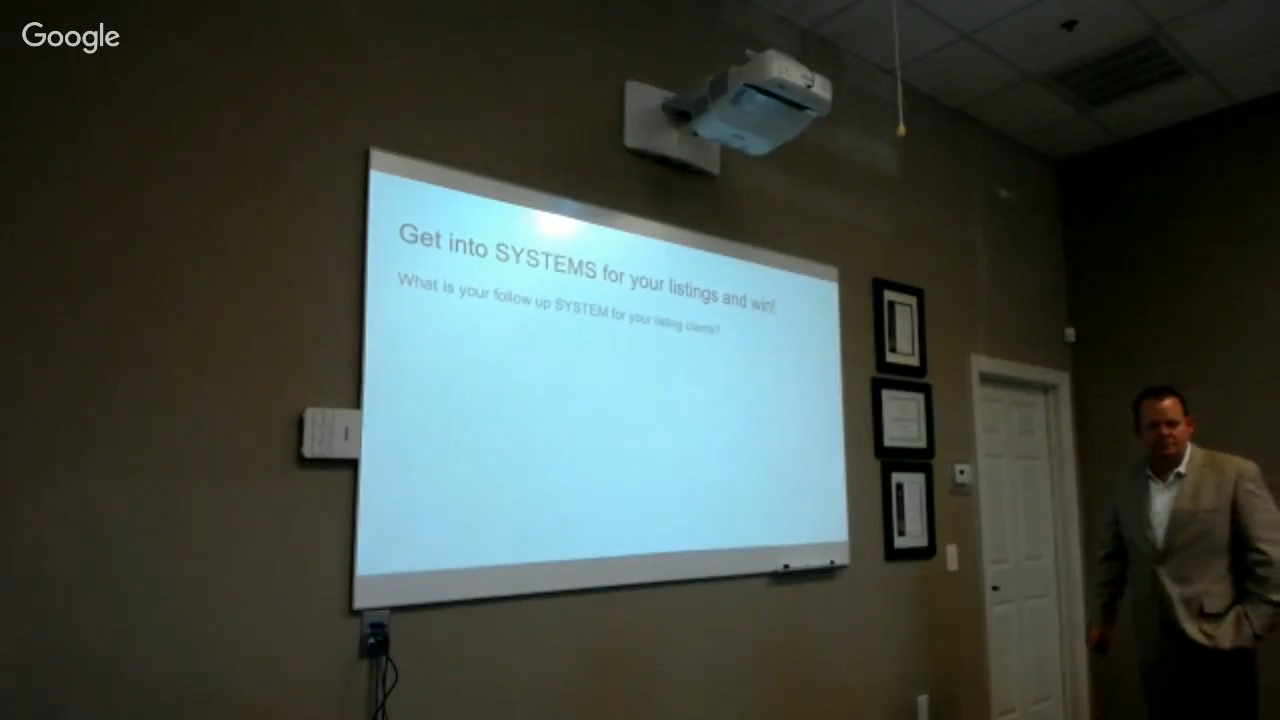 Google
Get into SYSTEMS for your listings and win!
What is your follow up SYSTEM for your listing clients?